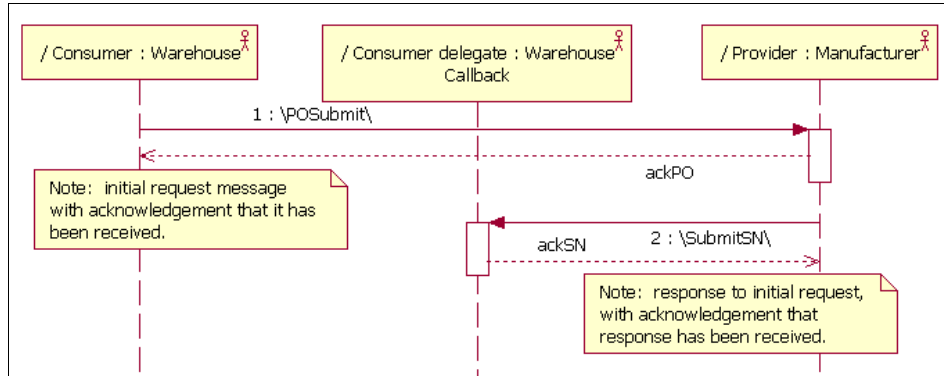 / Consumer : Warehouse
/ Consumer delegate : Warehouse
Callback
/ Provider : Manufacturer
1 : \POSubmit\
ackPO
Note: initial request message
with acknowledgement that it has
been received.
2 : \SubmitSN\
ackSN
Note: response to initial request,
with acknowledgement that
response has been received.